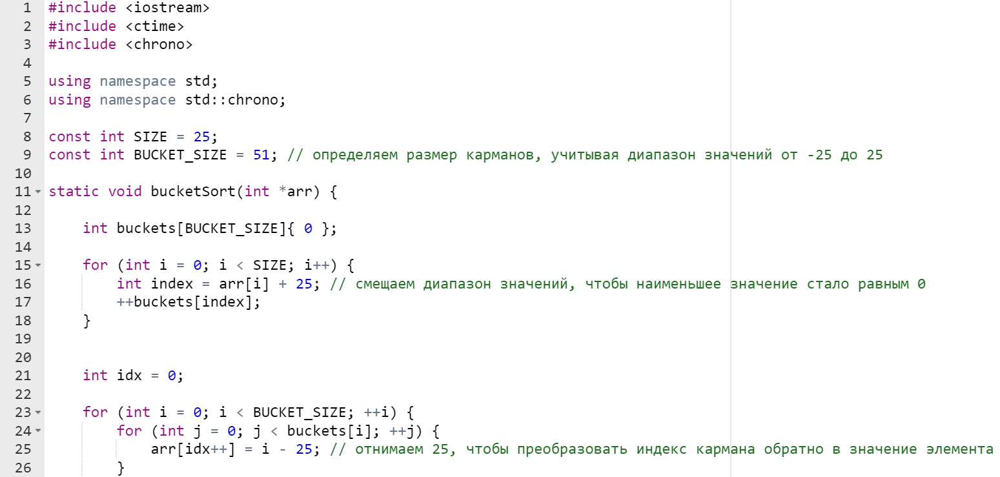 1 #include <iostream>
2 #include <ctime>
3 #include <chrono>
4
5 using namespace std;
6 using namespace std::chrono;
7
8 const int SIZE = 25;
9 const int BUCKET_SIZE = 51; // определяем размер карманов, учитывая диапазон значений от -25 до 25
10
11 static void bucketSort(int *arr) {
12
13     int buckets[BUCKET_SIZE]{ 0 };
14
15     for (int i = 0; i < SIZE; i++) {
16         int index = arr[i] + 25; // смещаем диапазон значений, чтобы наименьшее значение стало равным 0
17         ++buckets[index];
18     }
19
20
21     int idx = 0;
22
23     for (int i = 0; i < BUCKET_SIZE; ++i) {
24         for (int j = 0; j < buckets[i]; ++j) {
25             arr[idx++] = i - 25; // отнимаем 25, чтобы преобразовать индекс кармана обратно в значение элемента
26         }